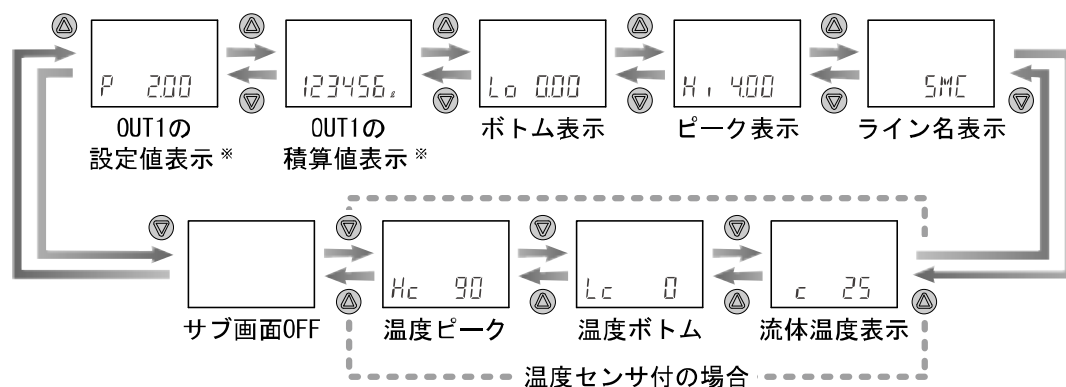 P 2.00
OUT1の
設定値表示※
123456ℓ
OUT1の
積算値表示※
Lo 0.00
ボトム表示
Hi 4.00
ピーク表示
SMC
ライン名表示
サブ画面OFF
Hc 90
温度ピーク
Lc 0
温度ボトム
c 25
流体温度表示
温度センサ付の場合